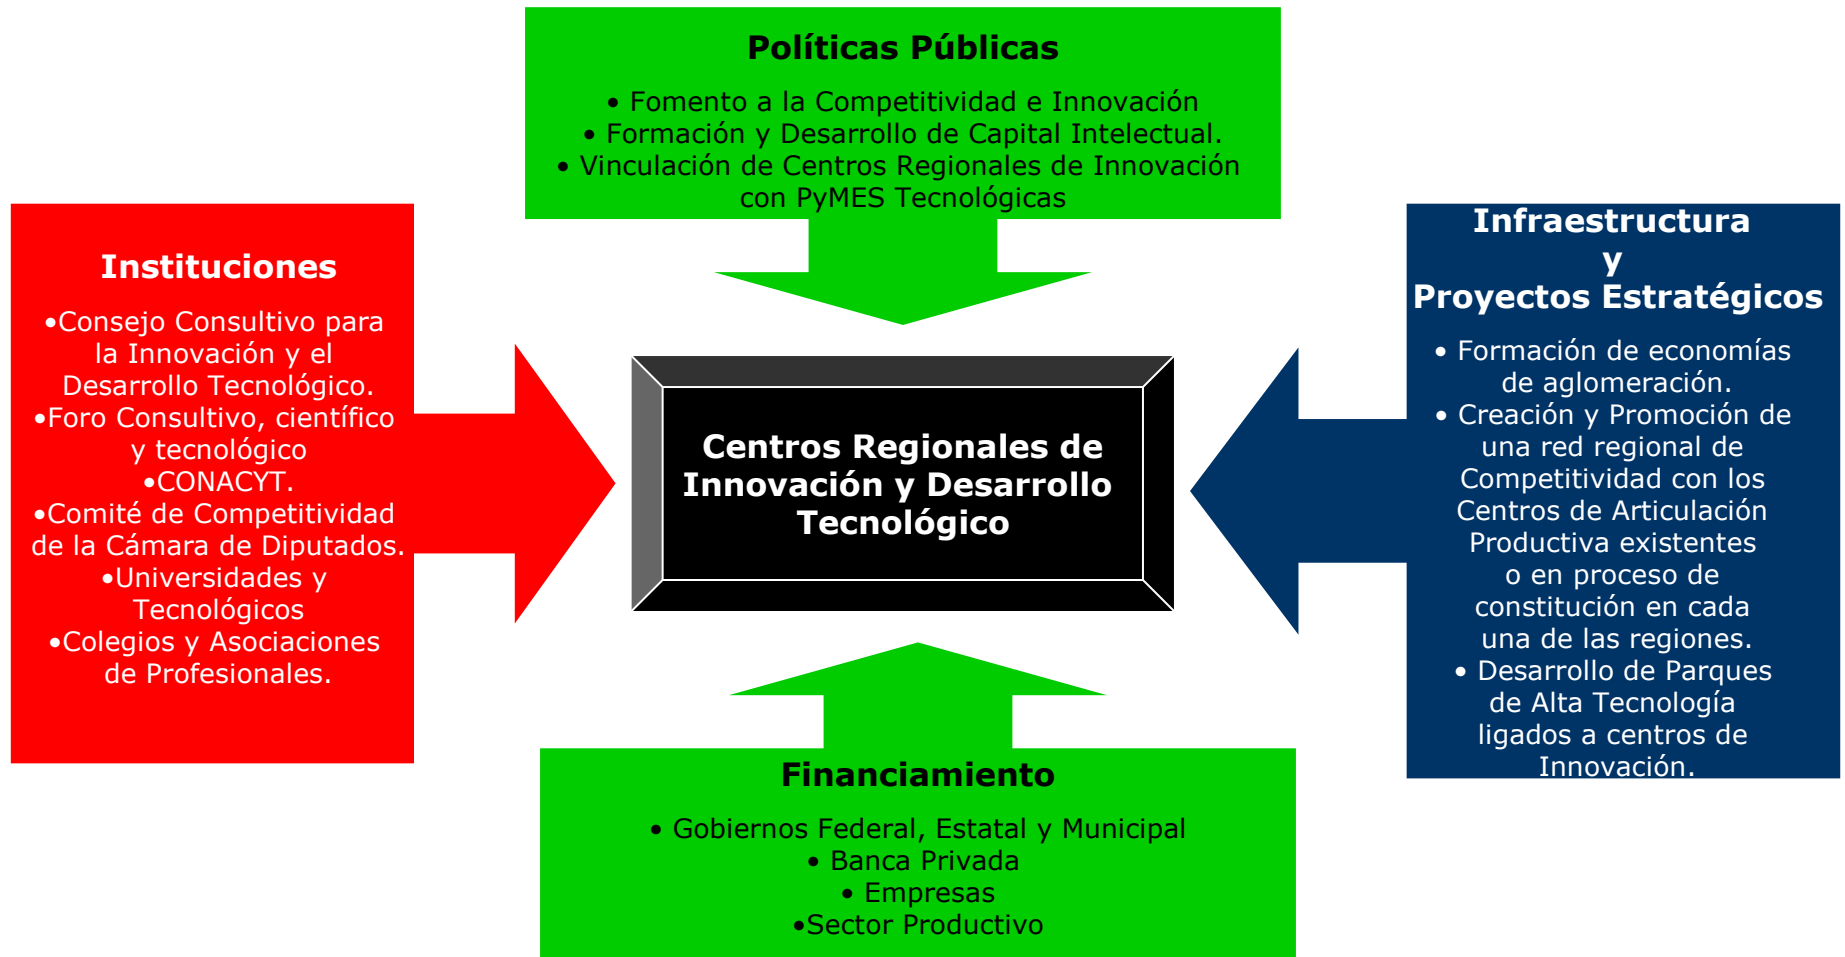 Políticas Públicas
• Fomento a la Competitividad e Innovación
• Formación y Desarrollo de Capital Intelectual.
• Vinculación de Centros Regionales de Innovación
con PyMES Tecnológicas
Instituciones
•Consejo Consultivo para
la Innovación y el
Desarrollo Tecnológico.
•Foro Consultivo, científico
y tecnológico
•CONACYT.
•Comité de Competitividad
de la Cámara de Diputados.
•Universidades y
Tecnológicos
•Colegios y Asociaciones
de Profesionales.
Centros Regionales de
Innovación y Desarrollo
Tecnológico
Infraestructura
y
Proyectos Estratégicos
• Formación de economías
de aglomeración.
• Creación y Promoción de
una red regional de
Competitividad con los
Centros de Articulación
Productiva existentes
o en proceso de
constitución en cada
una de las regiones.
• Desarrollo de Parques
de Alta Tecnología
ligados a centros de
Innovación.
Financiamiento
• Gobiernos Federal, Estatal y Municipal
• Banca Privada
• Empresas
•Sector Productivo